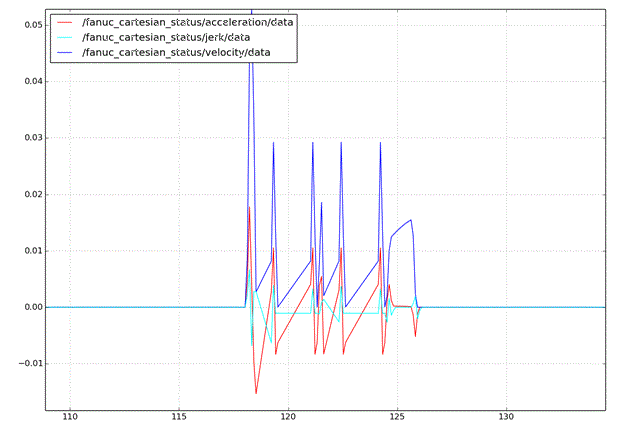 /fanuc_cartesian_status/acceleration/data
/fanuc_cartesian_status/jerk/data
/fanuc_cartesian_status/velocity/data
0.05
0.04
0.03
0.02
0.01
0.00
−0.01
110 115 120 125 130